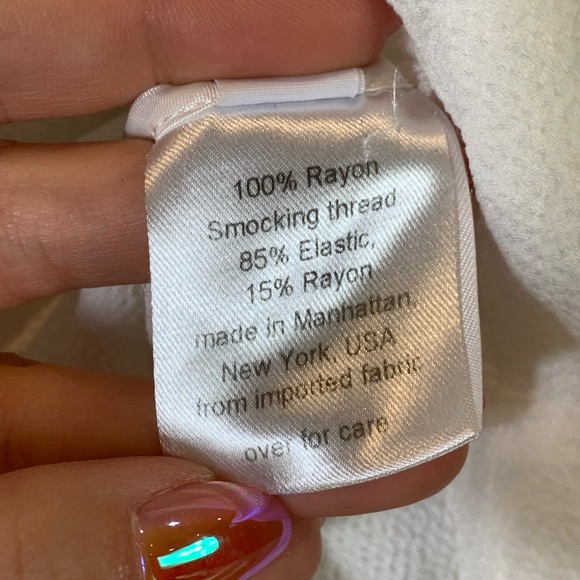 100% Rayon
Smocking thread
85% Elastic,
15% Rayon
made in Manhattan,
New York, USA
from imported fabric
over for care